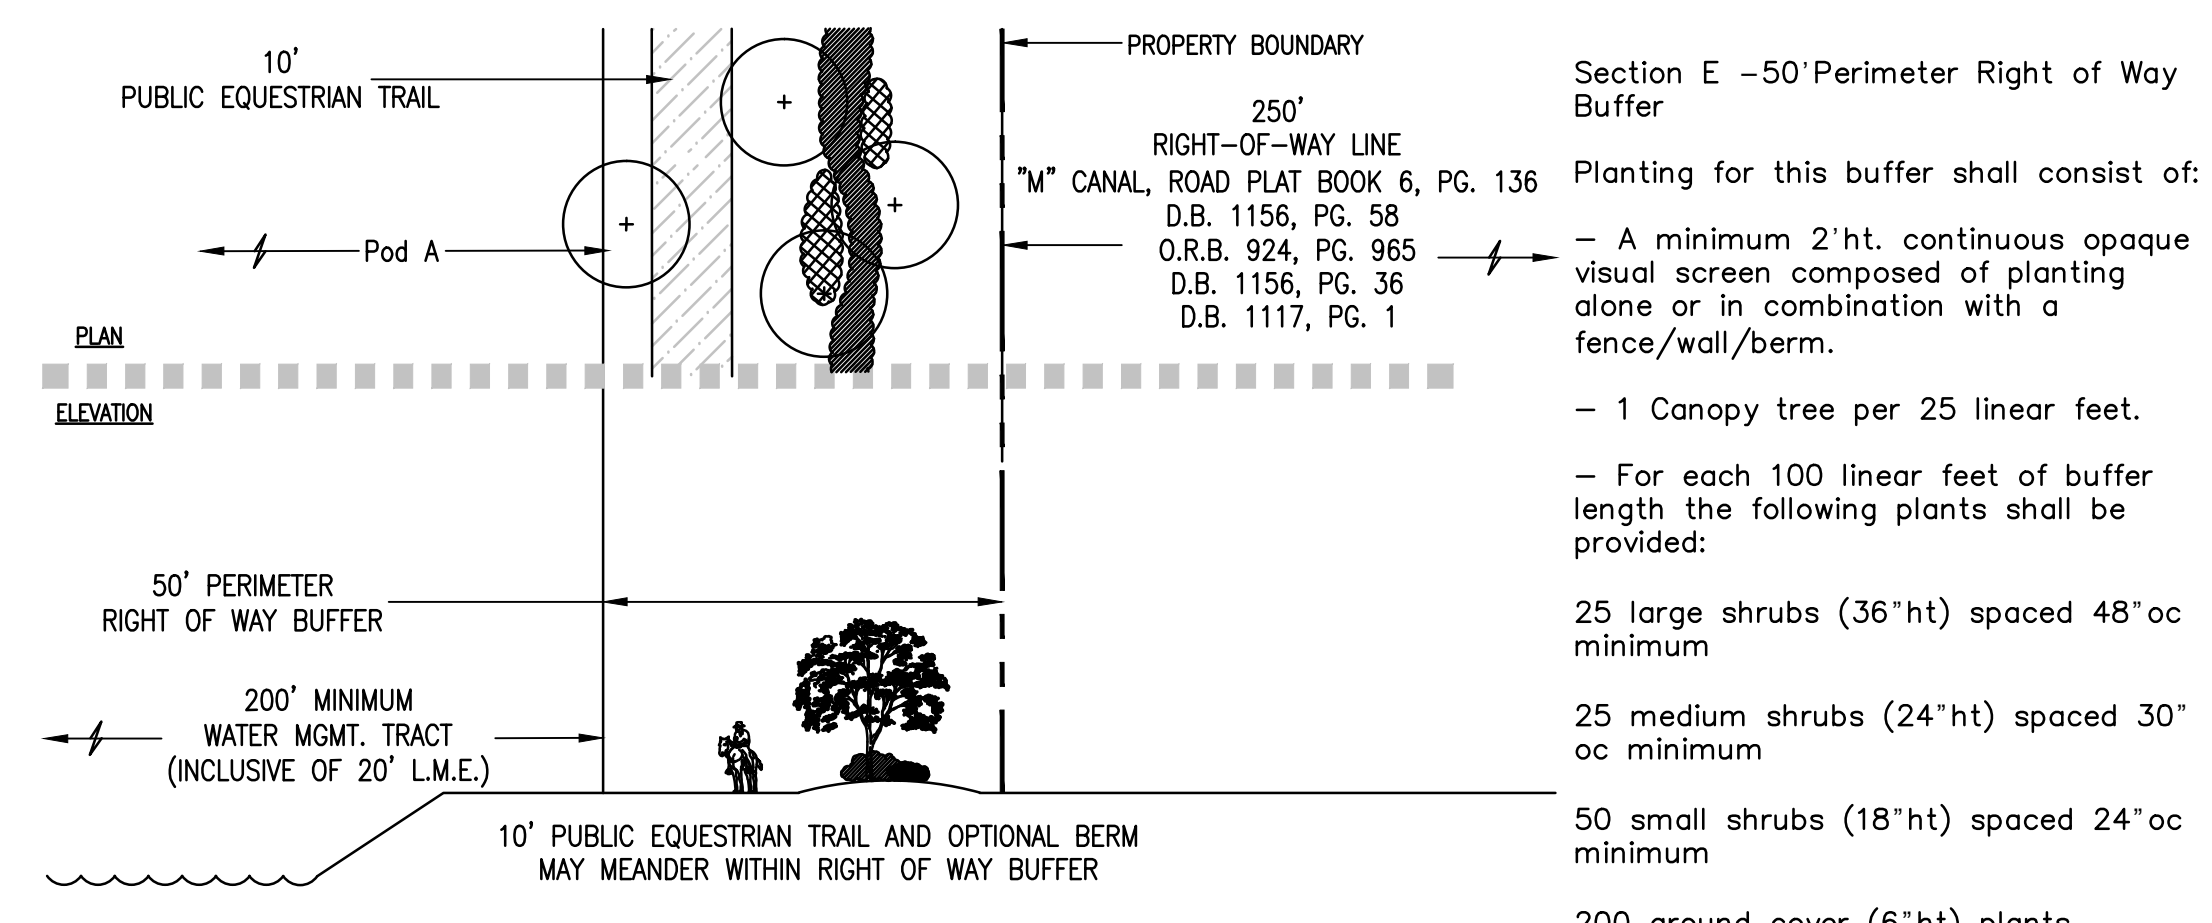 10'
PUBLIC EQUESTRIAN TRAIL
Pod A
PLAN
ELEVATION
PROPERTY BOUNDARY
250'
RIGHT-OF-WAY LINE
"M" CANAL, ROAD PLAT BOOK 6, PG. 136
D.B. 1156, PG. 58
O.R.B. 924, PG. 965
D.B. 1156, PG. 36
D.B. 1117, PG. 1
50' PERIMETER
RIGHT OF WAY BUFFER
200' MINIMUM
WATER MGMT. TRACT
(INCLUSIVE OF 20' L.M.E.)
10' PUBLIC EQUESTRIAN TRAIL AND OPTIONAL BERM
MAY MEANDER WITHIN RIGHT OF WAY BUFFER
Section E -50'Perimeter Right of Way
Buffer
Planting for this buffer shall consist of:
- A minimum 2'ht. continuous opaque
visual screen composed of planting
alone or in combination with a
fence/wall/berm.
- 1 Canopy tree per 25 linear feet.
- For each 100 linear feet of buffer
length the following plants shall be
provided:
25 large shrubs (36"ht) spaced 48"oc
minimum
25 medium shrubs (24"ht) spaced 30"
oc minimum
50 small shrubs (18"ht) spaced 24"oc
minimum
200 ground cover (6"ht) plants